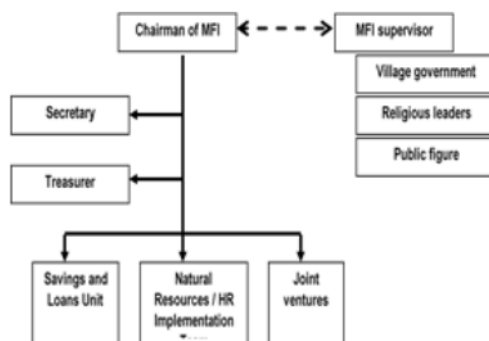 Chairman of MFI
MFI supervisor
Village government
Religious leaders
Public figure
Secretary
Treasurer
Savings and
Loans Unit
Natural
Resources / HR
Implementation
Joint
ventures